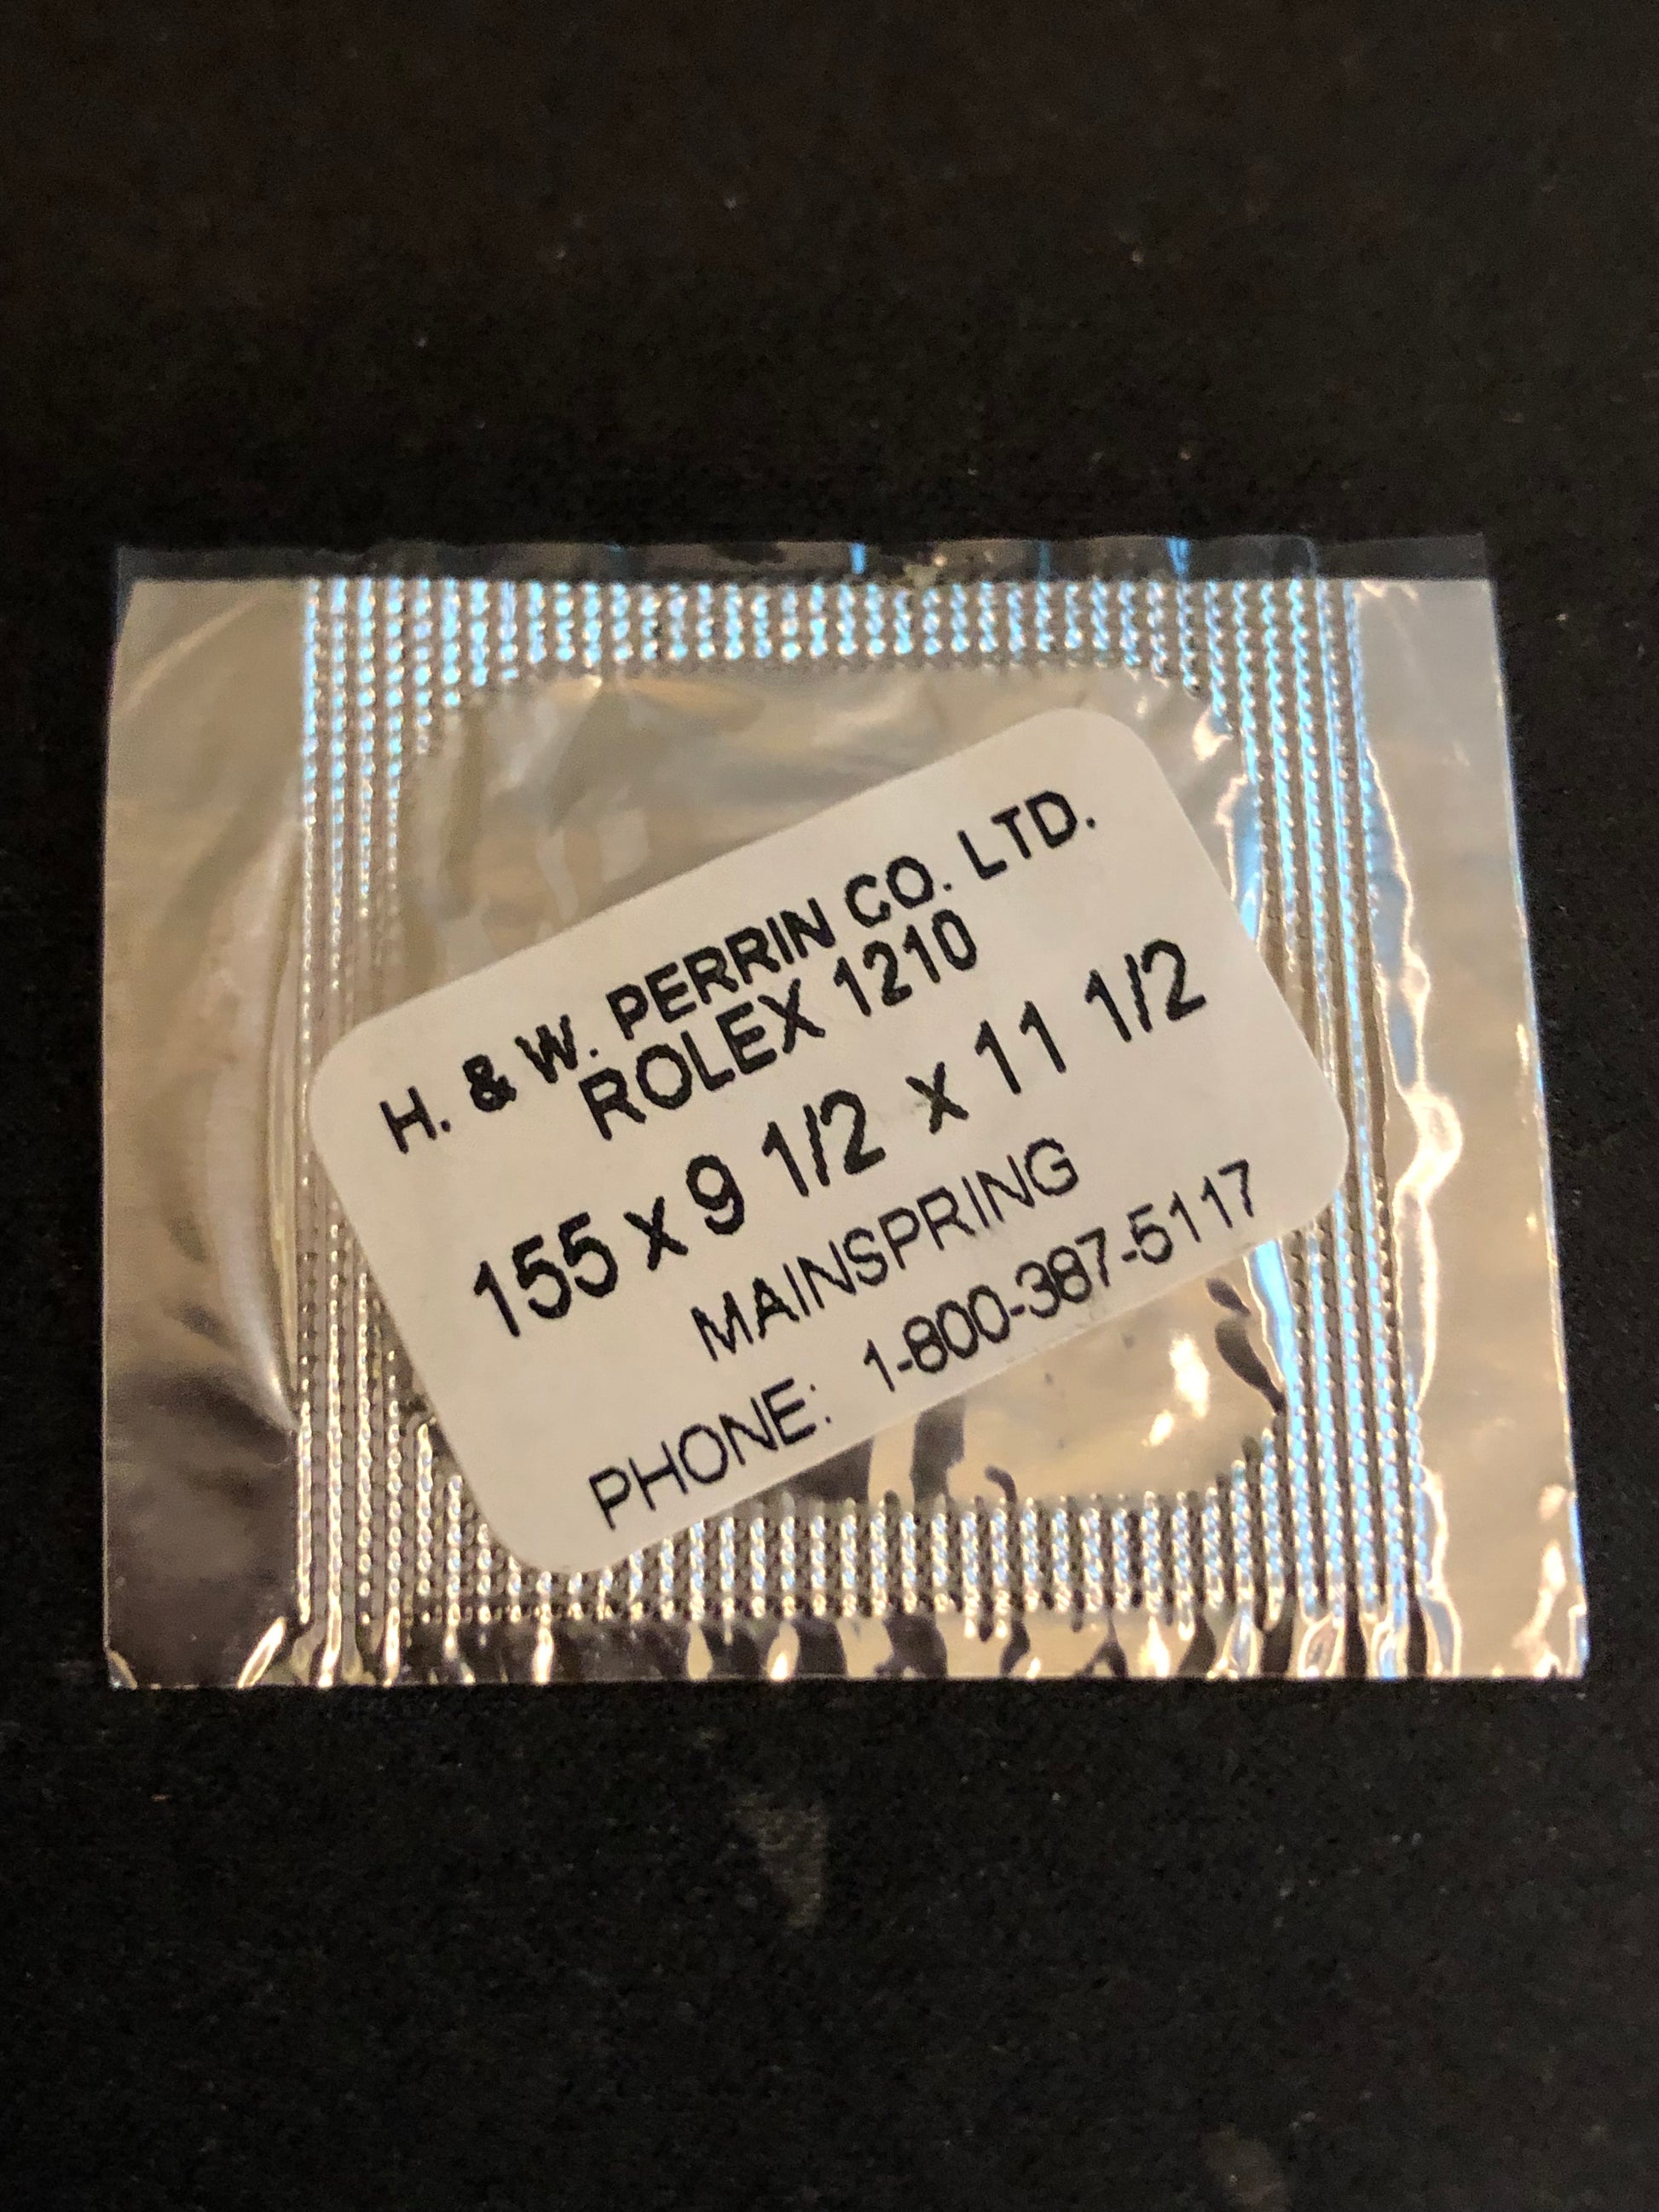 H. & W. PERRIN CO. LTD.
ROLEX 1210
155 x 9 1/2 x 11 1/2
MAINSPRING
PHONE: 1-800-387-5117